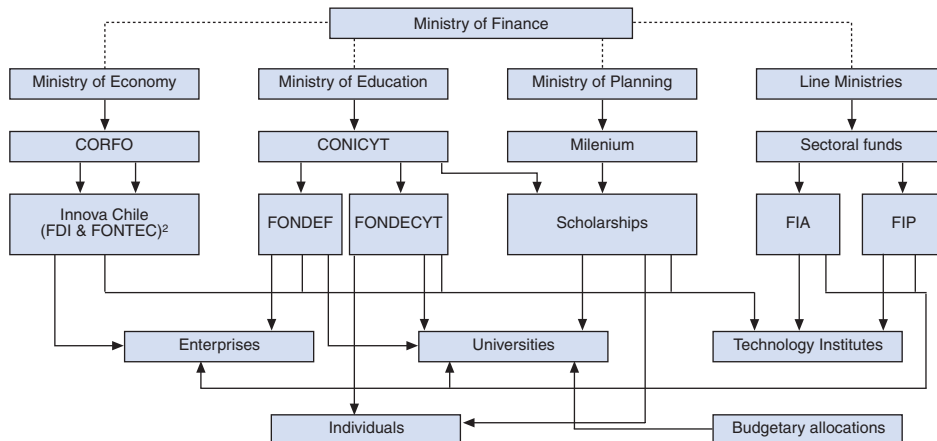 Ministry of Finance
Ministry of Economy
Ministry of Education
Ministry of Planning
Line Ministries
CORFO
CONICYT
Milenium
Sectoral funds
Innova Chile
(FDI & FONTEC)²
FONDEF
FONDECYT
Scholarships
FIA
FIP
Enterprises
Universities
Technology Institutes
Individuals
Budgetary allocations